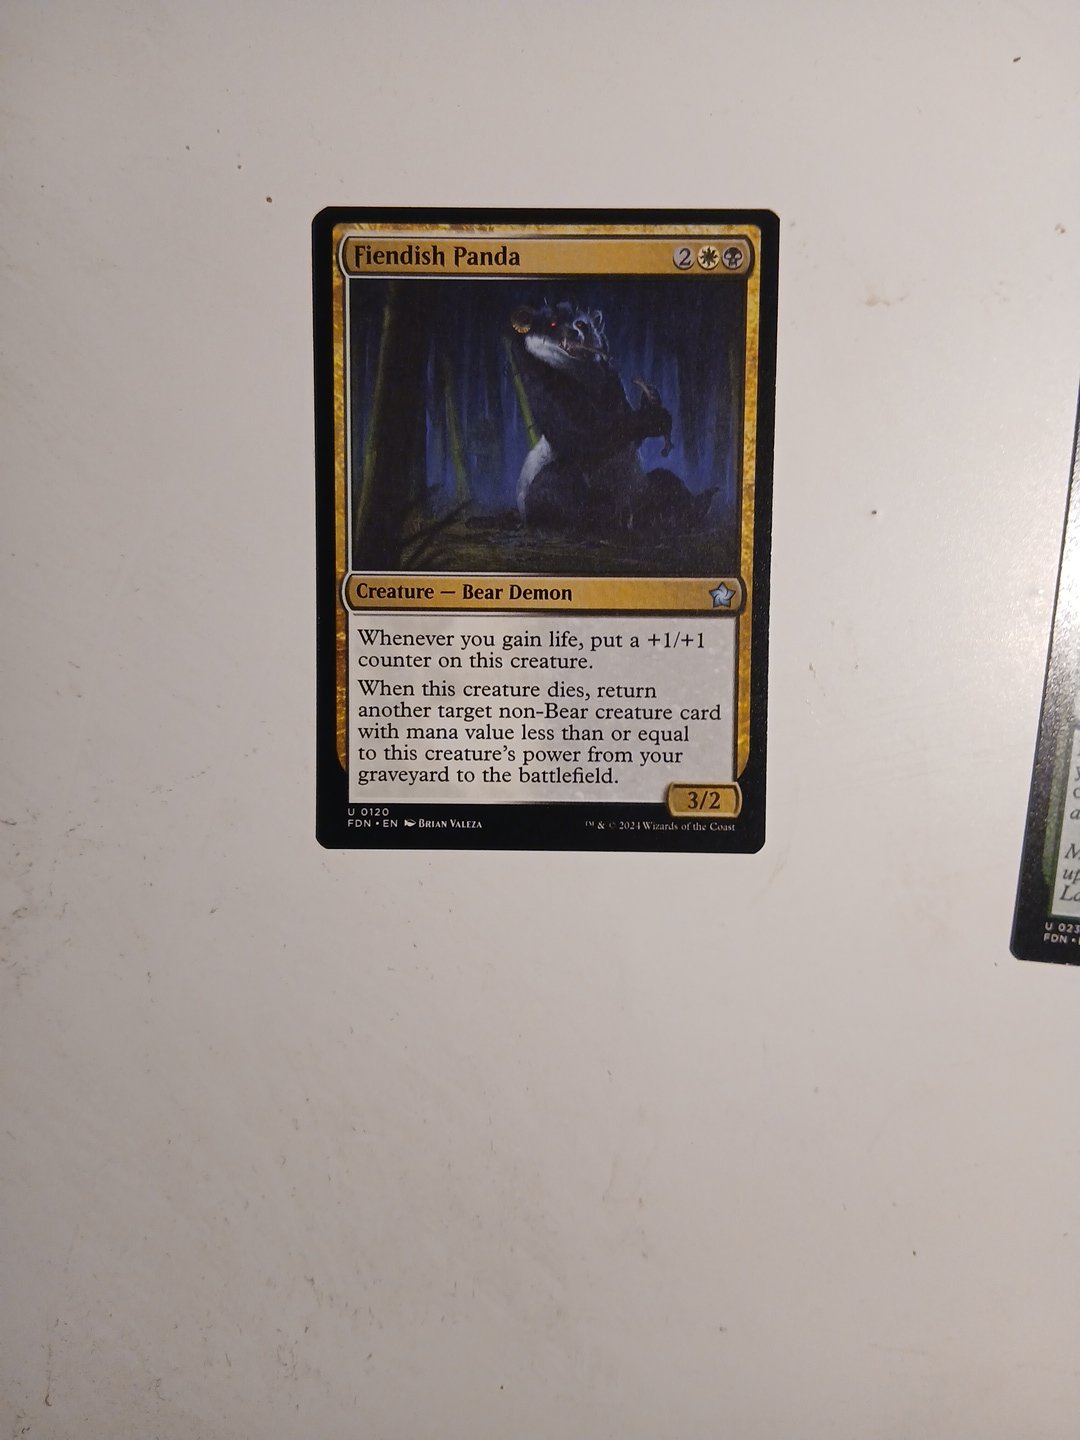 Fiendish Panda 2
Creature — Bear Demon
Whenever you gain life, put a +1/+1
counter on this creature.
When this creature dies, return
another target non-Bear creature card
with mana value less than or equal
to this creature's power from your
graveyard to the battlefield.
3/2
U 0120
FDN • EN BRIAN VALEZA
™ & © 2024 Wizards of the Coast
U 023
FDN •